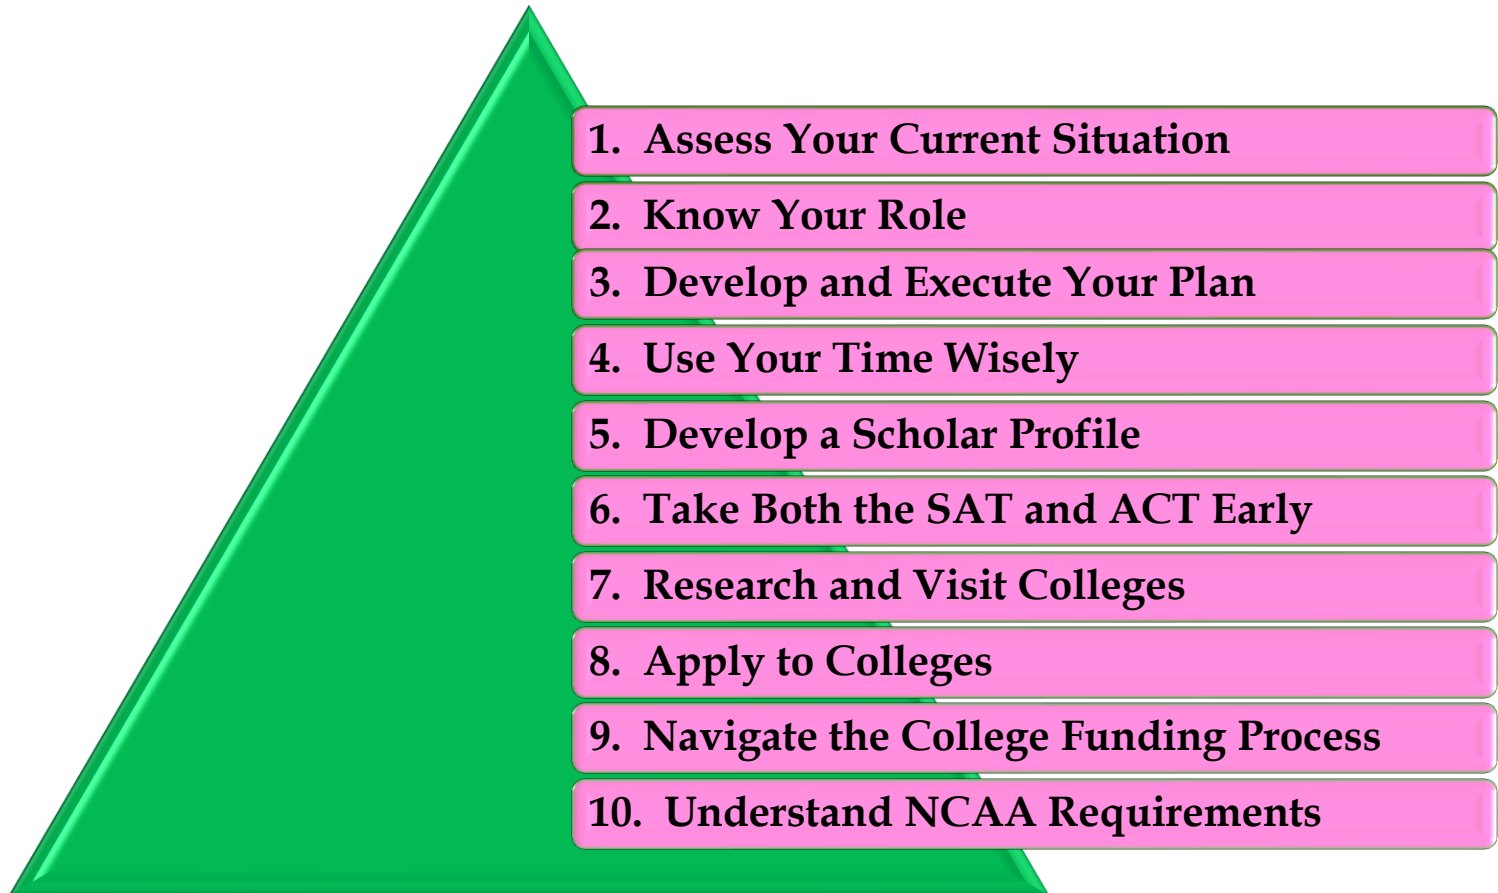 1. Assess Your Current Situation
2. Know Your Role
3. Develop and Execute Your Plan
4. Use Your Time Wisely
5. Develop a Scholar Profile
6. Take Both the SAT and ACT Early
7. Research and Visit Colleges
8. Apply to Colleges
9. Navigate the College Funding Process
10. Understand NCAA Requirements